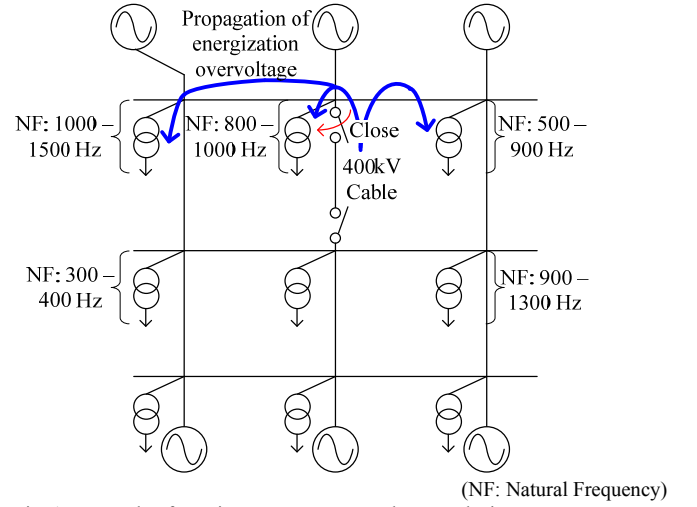 Propagation of
energization
overvoltage
NF: 1000 –
1500 Hz
NF: 800 –
1000 Hz
Close
NF: 500 –
900 Hz
400kV
Cable
NF: 300 –
400 Hz
NF: 900 –
1300 Hz
(NF: Natural Frequency)